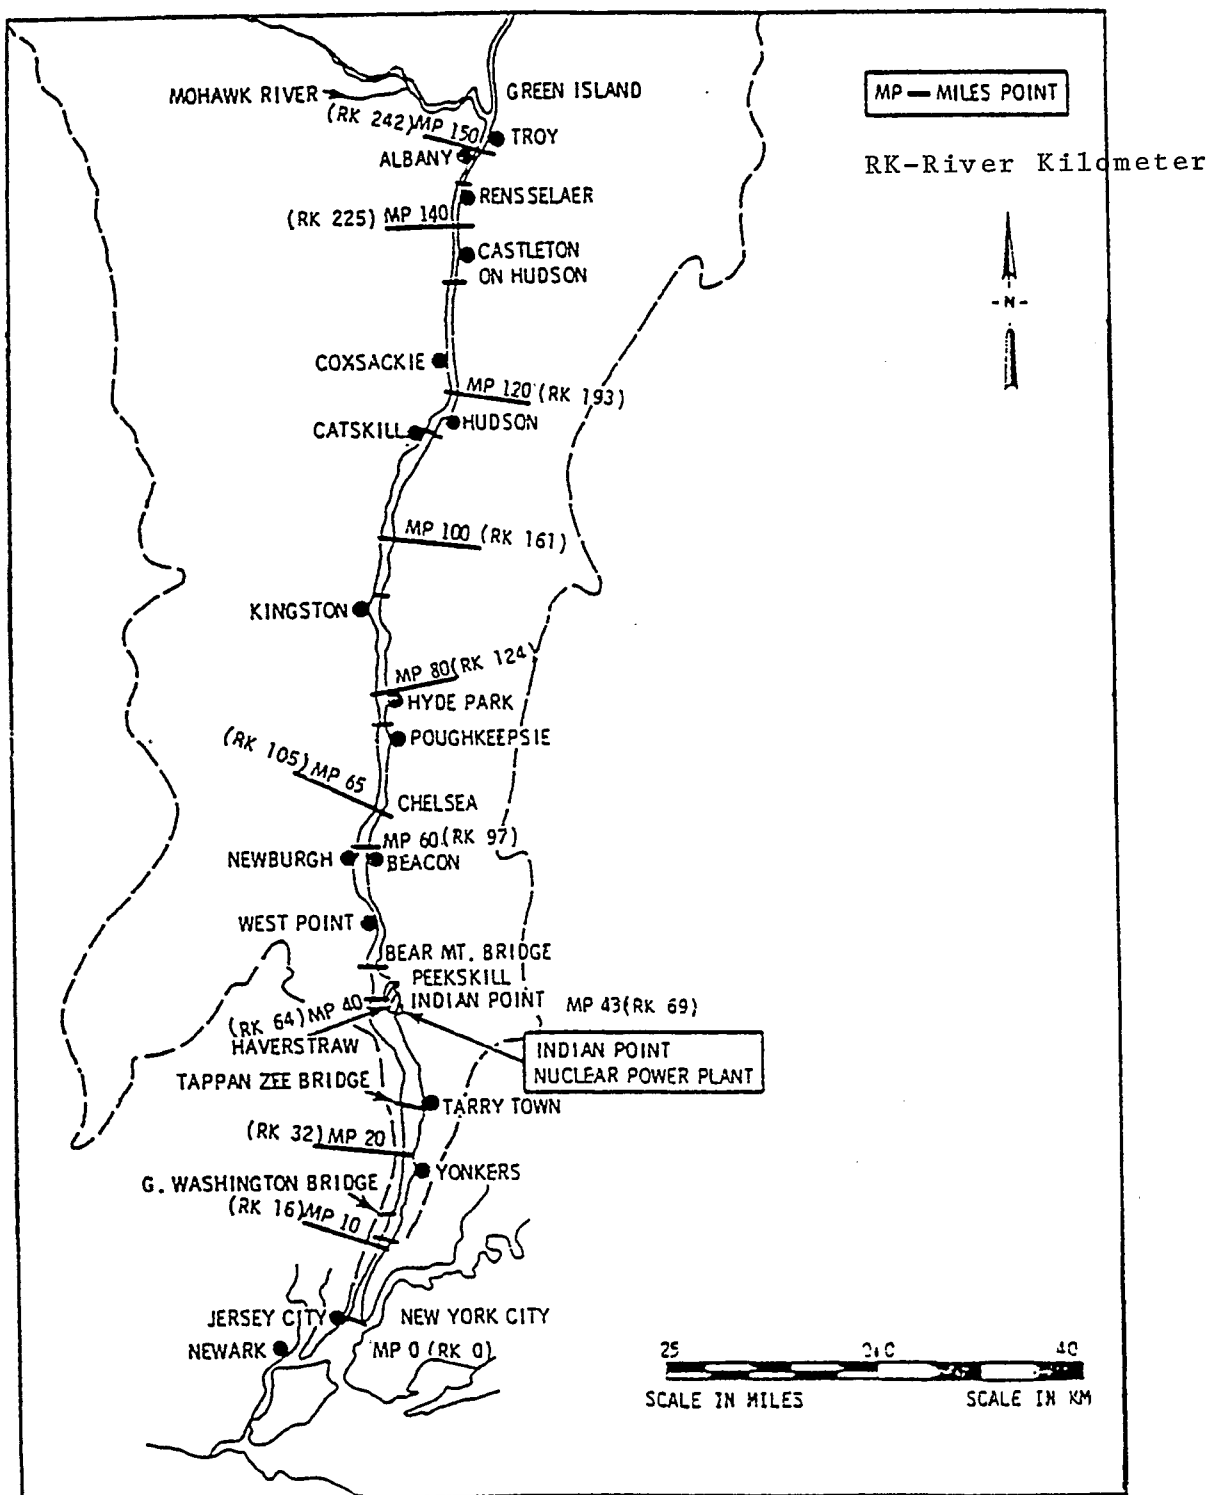 MP — MILES POINT
RK-River Kilometer
-N-
GREEN ISLAND
MOHAWK RIVER
(RK 242) MP 150
TROY
ALBANY
RENSSELAER
(RK 225) MP 140
CASTLETON
ON HUDSON
COXSACKIE
MP 120 (RK 193)
HUDSON
CATSKILL
MP 100 (RK 161)
KINGSTON
MP 80(RK 124)
HYDE PARK
POUGHKEEPSIE
(RK 105) MP 65
CHELSEA
MP 60 (RK 97)
NEWBURGH
BEACON
WEST POINT
BEAR MT. BRIDGE
PEEKSKILL
INDIAN POINT
MP 43(RK 69)
(RK 64) MP 40
HAVERSTRAW
INDIAN POINT
NUCLEAR POWER PLANT
TAPPAN ZEE BRIDGE
TARRY TOWN
(RK 32) MP 20
YONKERS
G. WASHINGTON BRIDGE
(RK 16) MP 10
JERSEY CITY
NEW YORK CITY
NEWARK
MP 0 (RK 0)
25
0 0
40
SCALE IN MILES
SCALE IN KM